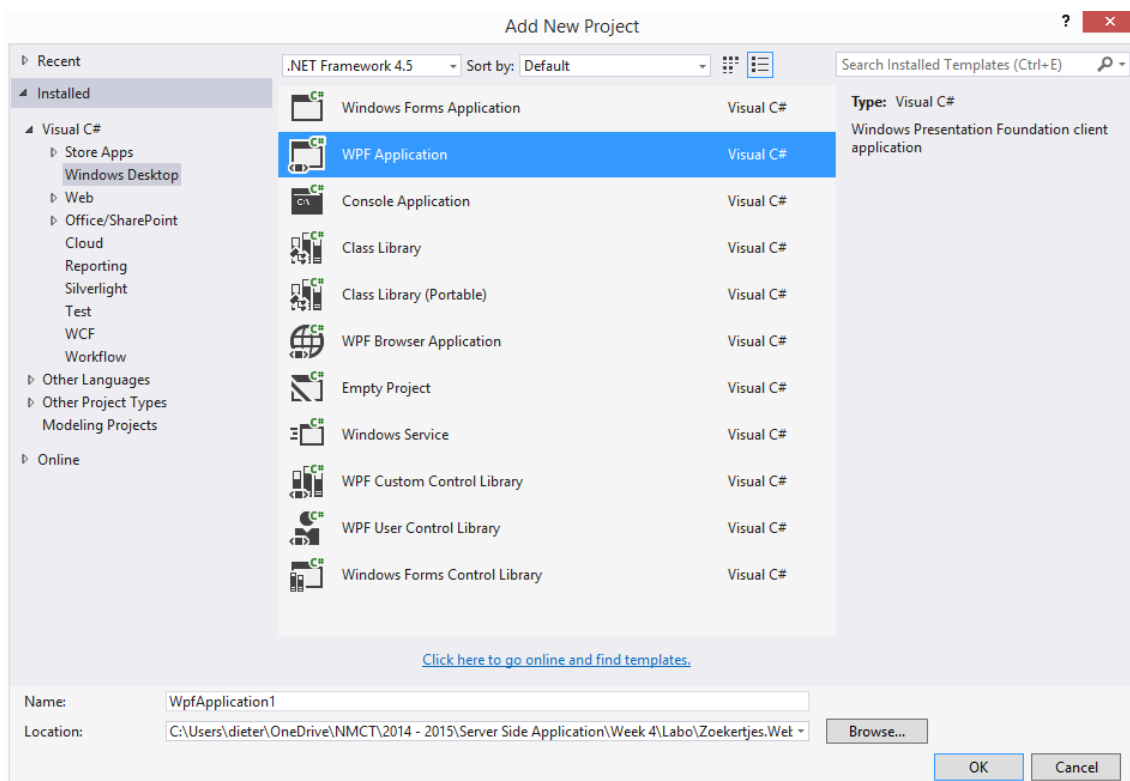 Add New Project
?
Recent
Installed
Visual C#
Store Apps
Windows Desktop
Web
Office/SharePoint
Cloud
Reporting
Silverlight
Test
WCF
Workflow
Other Languages
Other Project Types
Modeling Projects
Online
.NET Framework 4.5 Sort by: Default
C# Windows Forms Application Visual C#
C# WPF Application Visual C#
C# Console Application Visual C#
C# Class Library Visual C#
C# Class Library (Portable) Visual C#
C# WPF Browser Application Visual C#
C# Empty Project Visual C#
C# Windows Service Visual C#
C# WPF Custom Control Library Visual C#
C# WPF User Control Library Visual C#
C# Windows Forms Control Library Visual C#
Click here to go online and find templates.
Search Installed Templates (Ctrl+E)
Type: Visual C#
Windows Presentation Foundation client
application
Name: WpfApplication1
Location: C:\Users\dieter\OneDrive\NMCT\2014 - 2015\Server Side Application\Week 4\Labo\Zoekertjes.Web Browse...
OK Cancel